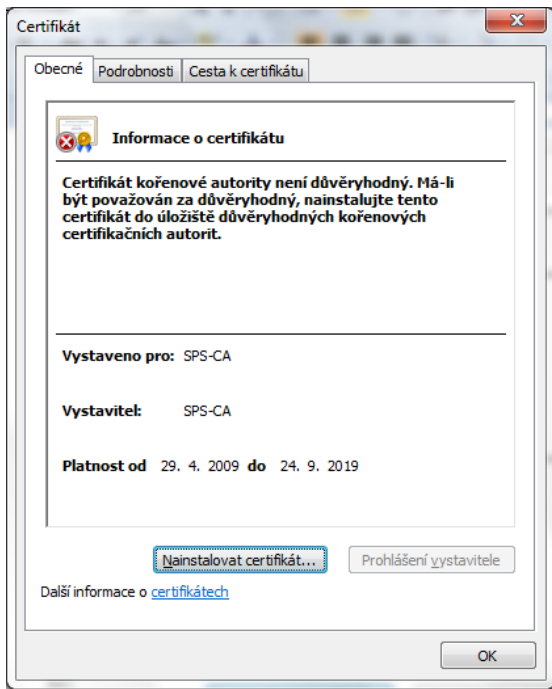 Certifikát
Obecné Podrobnosti Cesta k certifikátu
Informace o certifikátu
Certifikát kořenové autority není důvěryhodný. Má-li
být považován za důvěryhodný, nainstalujte tento
certifikát do úložiště důvěryhodných kořenových
certifikačních autorit.
Vystaveno pro: SPS-CA
Vystavitel: SPS-CA
Platnost od 29. 4. 2009 do 24. 9. 2019
Nainstalovat certifikát... Prohlášení vystavitele
Další informace o certifikátech
OK